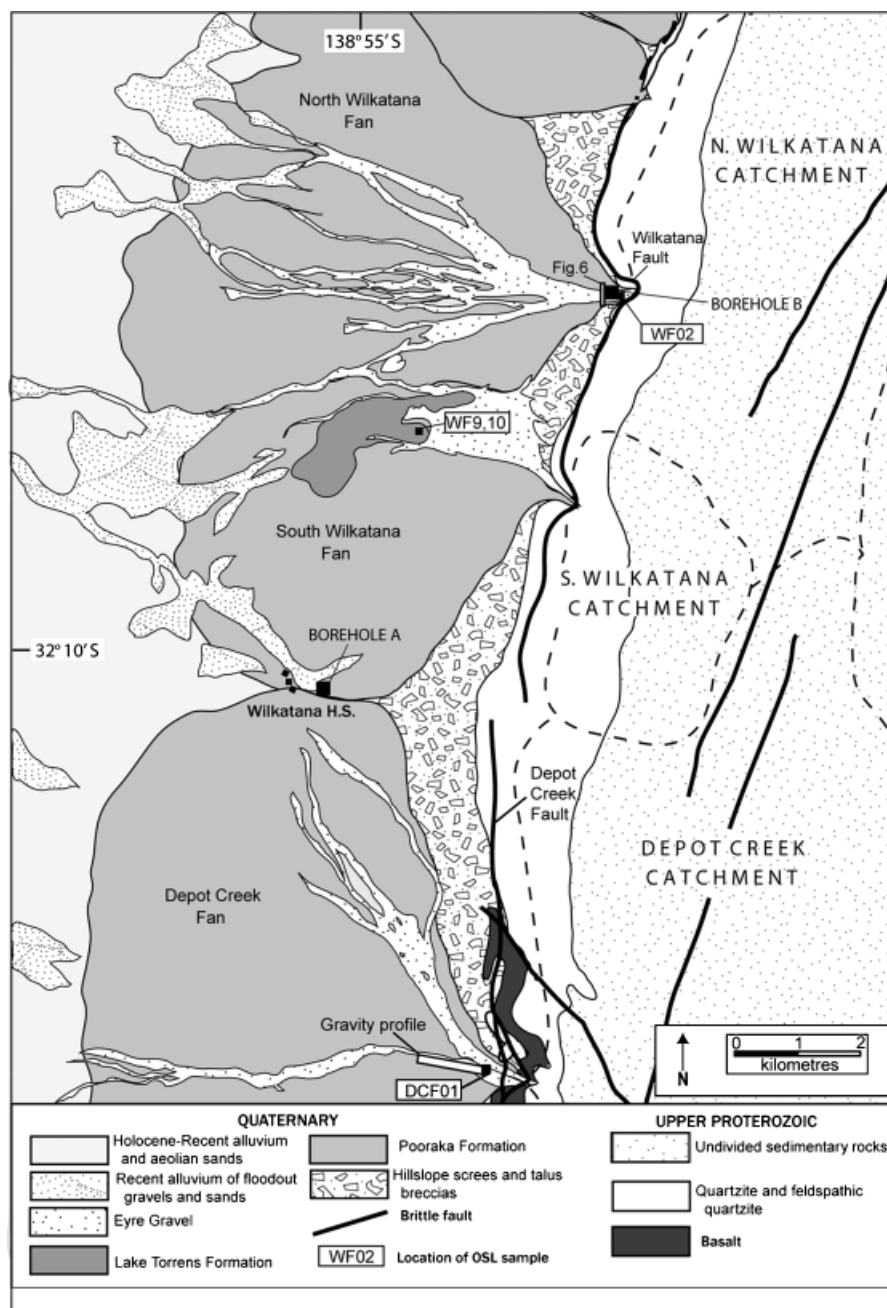 138° 55′ S
North Wilkatana
Fan
N. WILKATANA
CATCHMENT
Wilkatana
Fault
Fig.6
BOREHOLE B
WF02
WF9,10
South Wilkatana
Fan
S. WILKATANA
CATCHMENT
32° 10′ S
BOREHOLE A
Wilkatana H.S.
Depot
Creek
Fault
DEPOT CREEK
CATCHMENT
Depot Creek
Fan
Gravity profile
DCF01
0 1 2
kilometres
N
QUATERNARY
Holocene-Recent alluvium
and aeolian sands
Recent alluvium of floodout
gravels and sands
Eyre Gravel
Lake Torrens Formation
Pooraka Formation
Hillslope screes and talus
breccias
Brittle fault
WF02 Location of OSL sample
UPPER PROTEROZOIC
Undivided sedimentary rocks
Quartzite and feldspathic
quartzite
Basalt